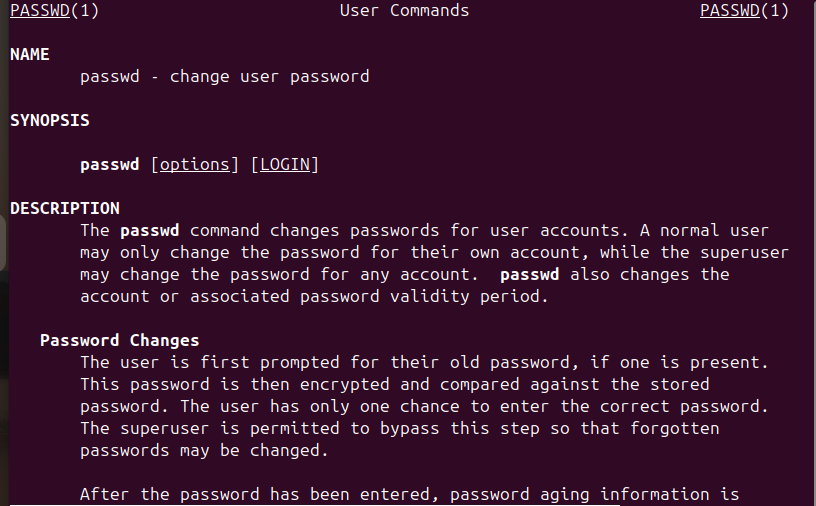 PASSWD(1) User Commands PASSWD(1)
NAME
passwd - change user password
SYNOPSIS
passwd [options] [LOGIN]
DESCRIPTION
The passwd command changes passwords for user accounts. A normal user
may only change the password for their own account, while the superuser
may change the password for any account. passwd also changes the
account or associated password validity period.
Password Changes
The user is first prompted for their old password, if one is present.
This password is then encrypted and compared against the stored
password. The user has only one chance to enter the correct password.
The superuser is permitted to bypass this step so that forgotten
passwords may be changed.
After the password has been entered, password aging information is